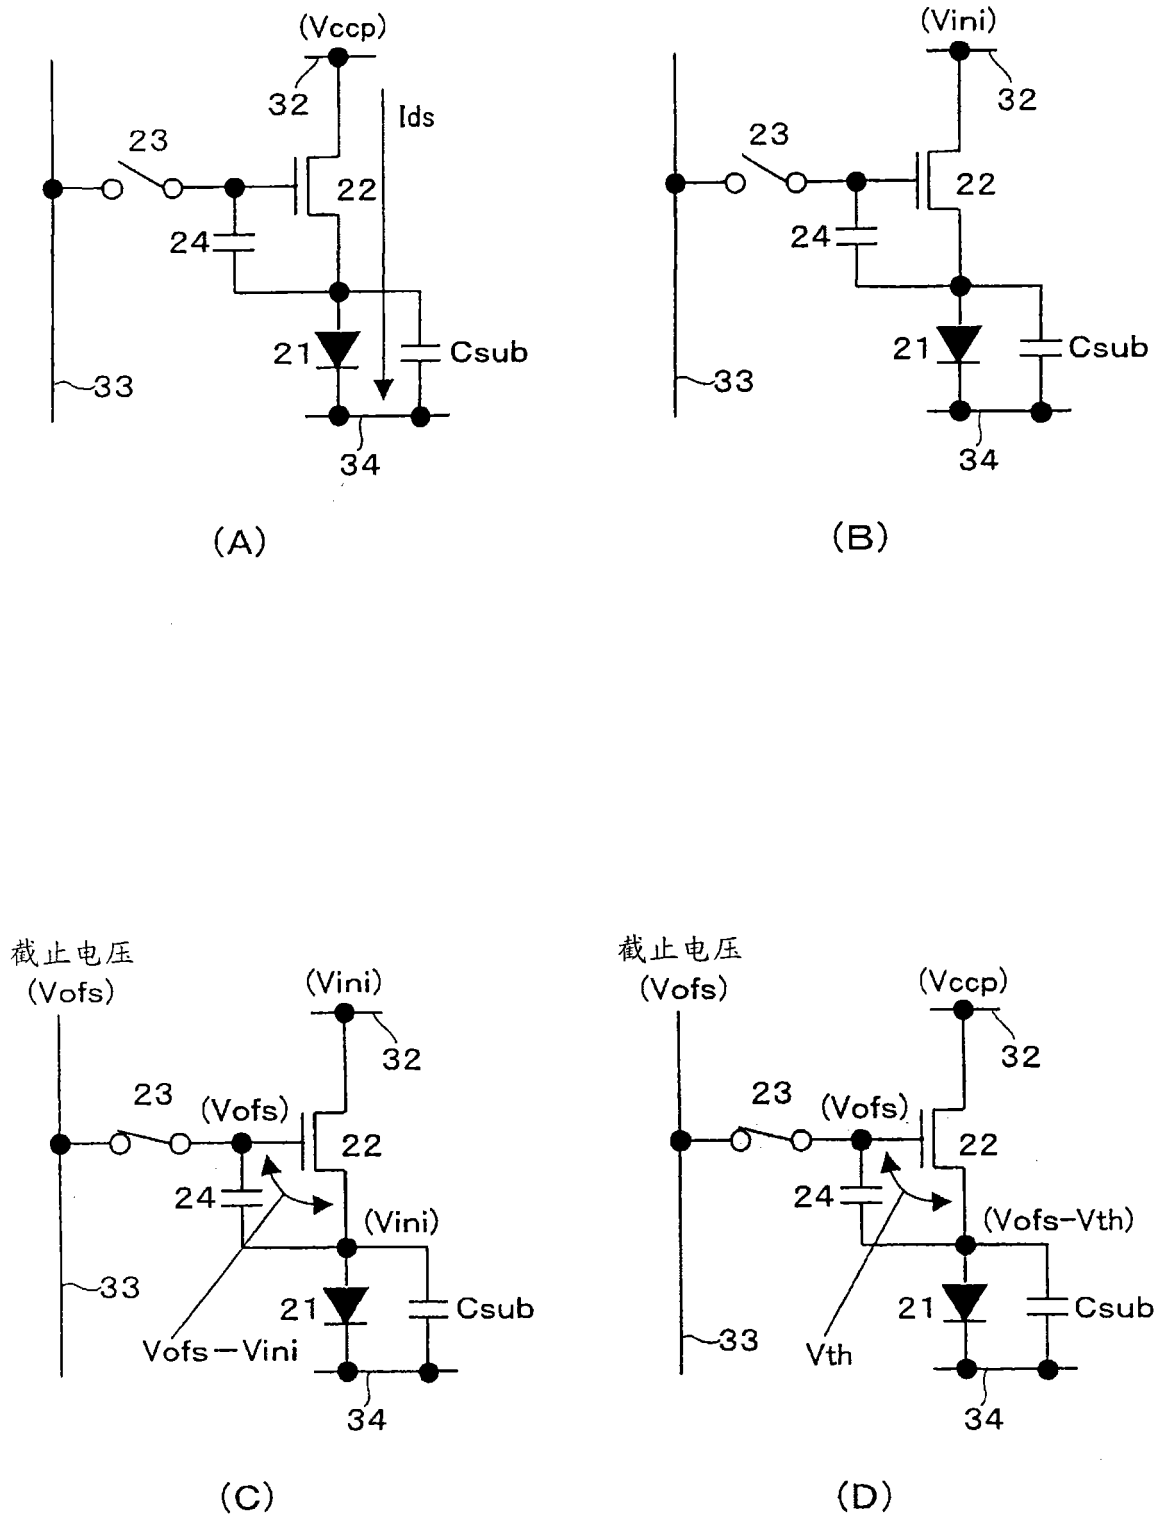 (Vccp)
32
Ids
23
22
24
21
Csub
33
34
(A)
(Vini)
32
23
22
24
21
Csub
33
34
(B)
截止电压
(Vofs)
(Vini)
32
23
(Vofs)
22
24
(Vini)
33
21
Csub
Vofs-Vini
34
(C)
截止电压
(Vofs)
(Vccp)
32
23
(Vofs)
22
24
(Vofs-Vth)
21
Csub
33
Vth
34
(D)